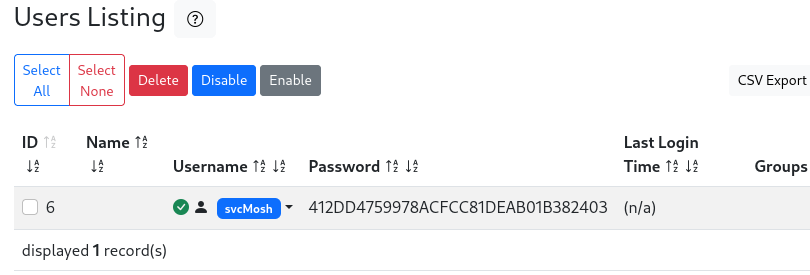 Users Listing ?
Select All Select None Delete Disable Enable CSV Export
ID Name Username Password Last Login Time Groups
6 svcMosh 412DD4759978ACFCC81DEAB01B382403 (n/a)
displayed 1 record(s)